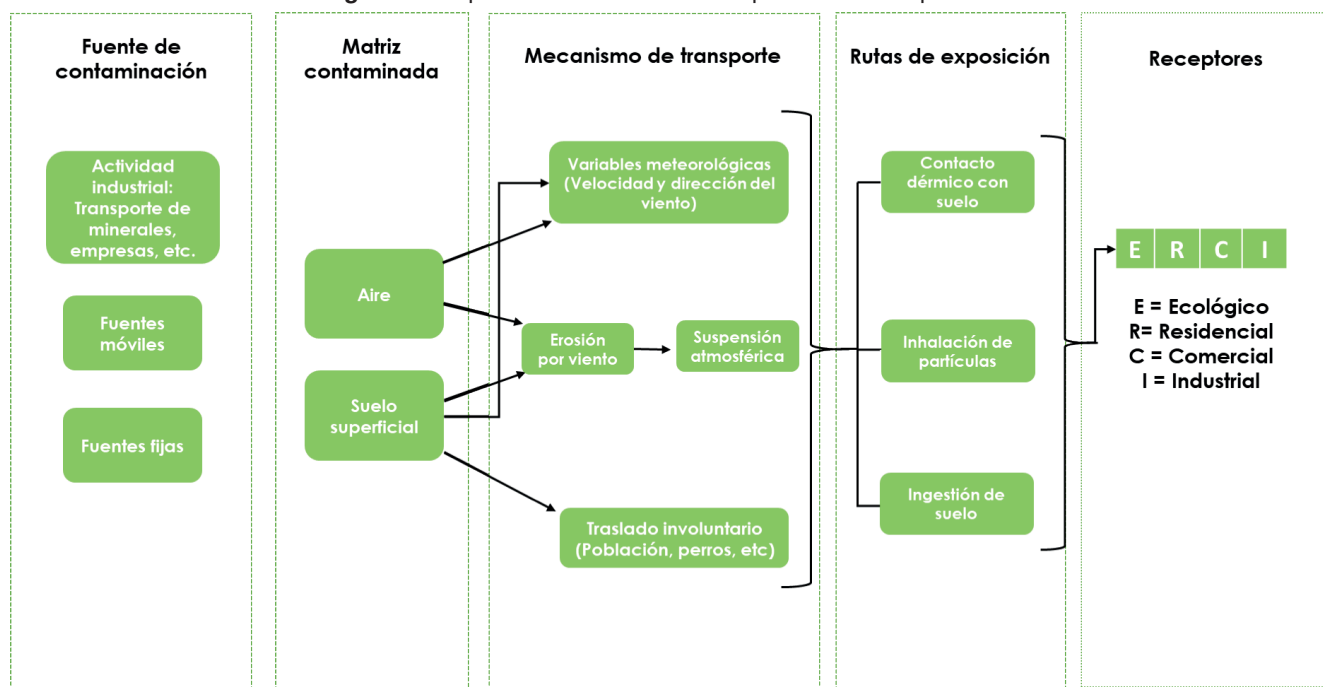 Fuente de
contaminación
Matriz
contaminada
Mecanismo de transporte
Rutas de exposición
Receptores
Actividad
industrial:
Transporte de
minerales,
empresas, etc.
Fuentes
móviles
Fuentes fijas
Aire
Suelo
superficial
Variables meteorológicas
(Velocidad y dirección del
viento)
Erosión
por viento
Suspensión
atmosférica
Traslado involuntario
(Población, perros, etc)
Contacto
dérmico con
suelo
Inhalación de
partículas
Ingestión de
suelo
E R C I
E = Ecológico
R= Residencial
C = Comercial
I = Industrial